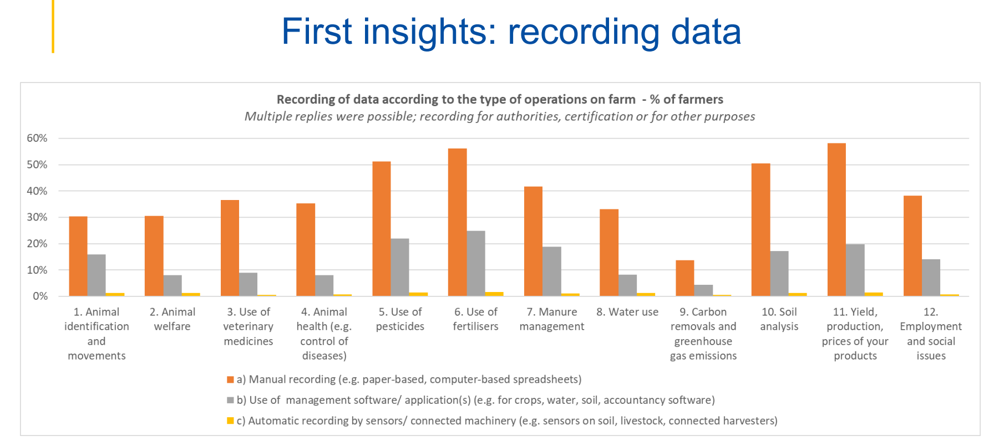 First insights: recording data
Recording of data according to the type of operations on farm  - % of farmers
Multiple replies were possible; recording for authorities, certification or for other purposes
60%
50%
40%
30%
20%
10%
0%
1. Animal
identification
and
movements
2. Animal
welfare
3. Use of
veterinary
medicines
4. Animal
health (e.g.
control of
diseases)
5. Use of
pesticides
6. Use of
fertilisers
7. Manure
management
8. Water use
9. Carbon
removals and
greenhouse
gas emissions
10. Soil
analysis
11. Yield,
production,
prices of your
products
12.
Employment
and social
issues
a) Manual recording (e.g. paper-based, computer-based spreadsheets)
b) Use of  management software/ application(s) (e.g. for crops, water, soil, accountancy software)
c) Automatic recording by sensors/ connected machinery (e.g. sensors on soil, livestock, connected harvesters)